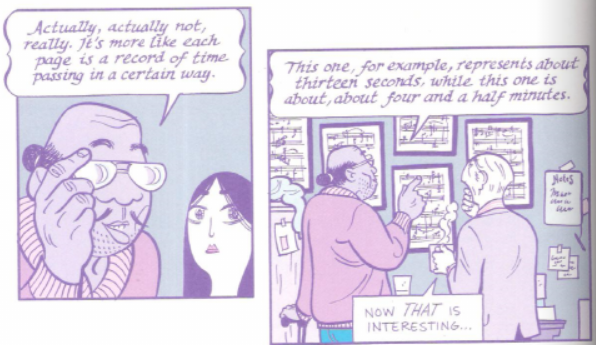 Actually, actually not,
really. It's more like each
page is a record of time
passing in a certain way.
This one, for example, represents about
thirteen seconds, while this one is
about, about four and a half minutes.
Notes
NOW THAT IS
INTERESTING...